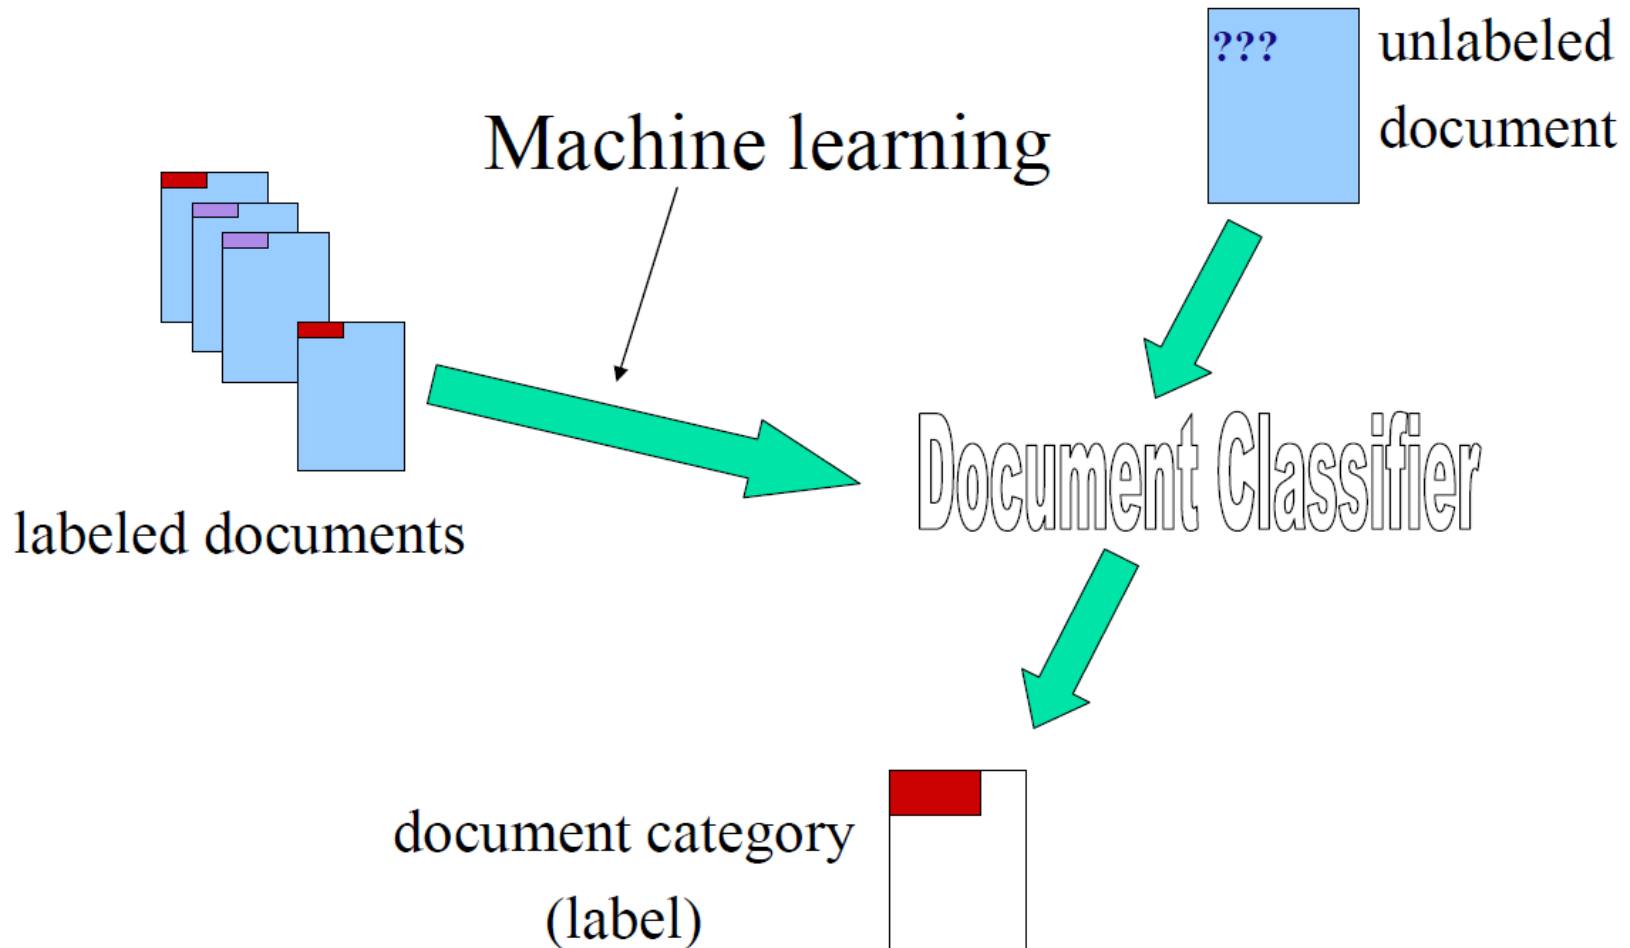 ???
unlabeled
document
Machine learning
labeled documents
Document Classifier
document category
(label)